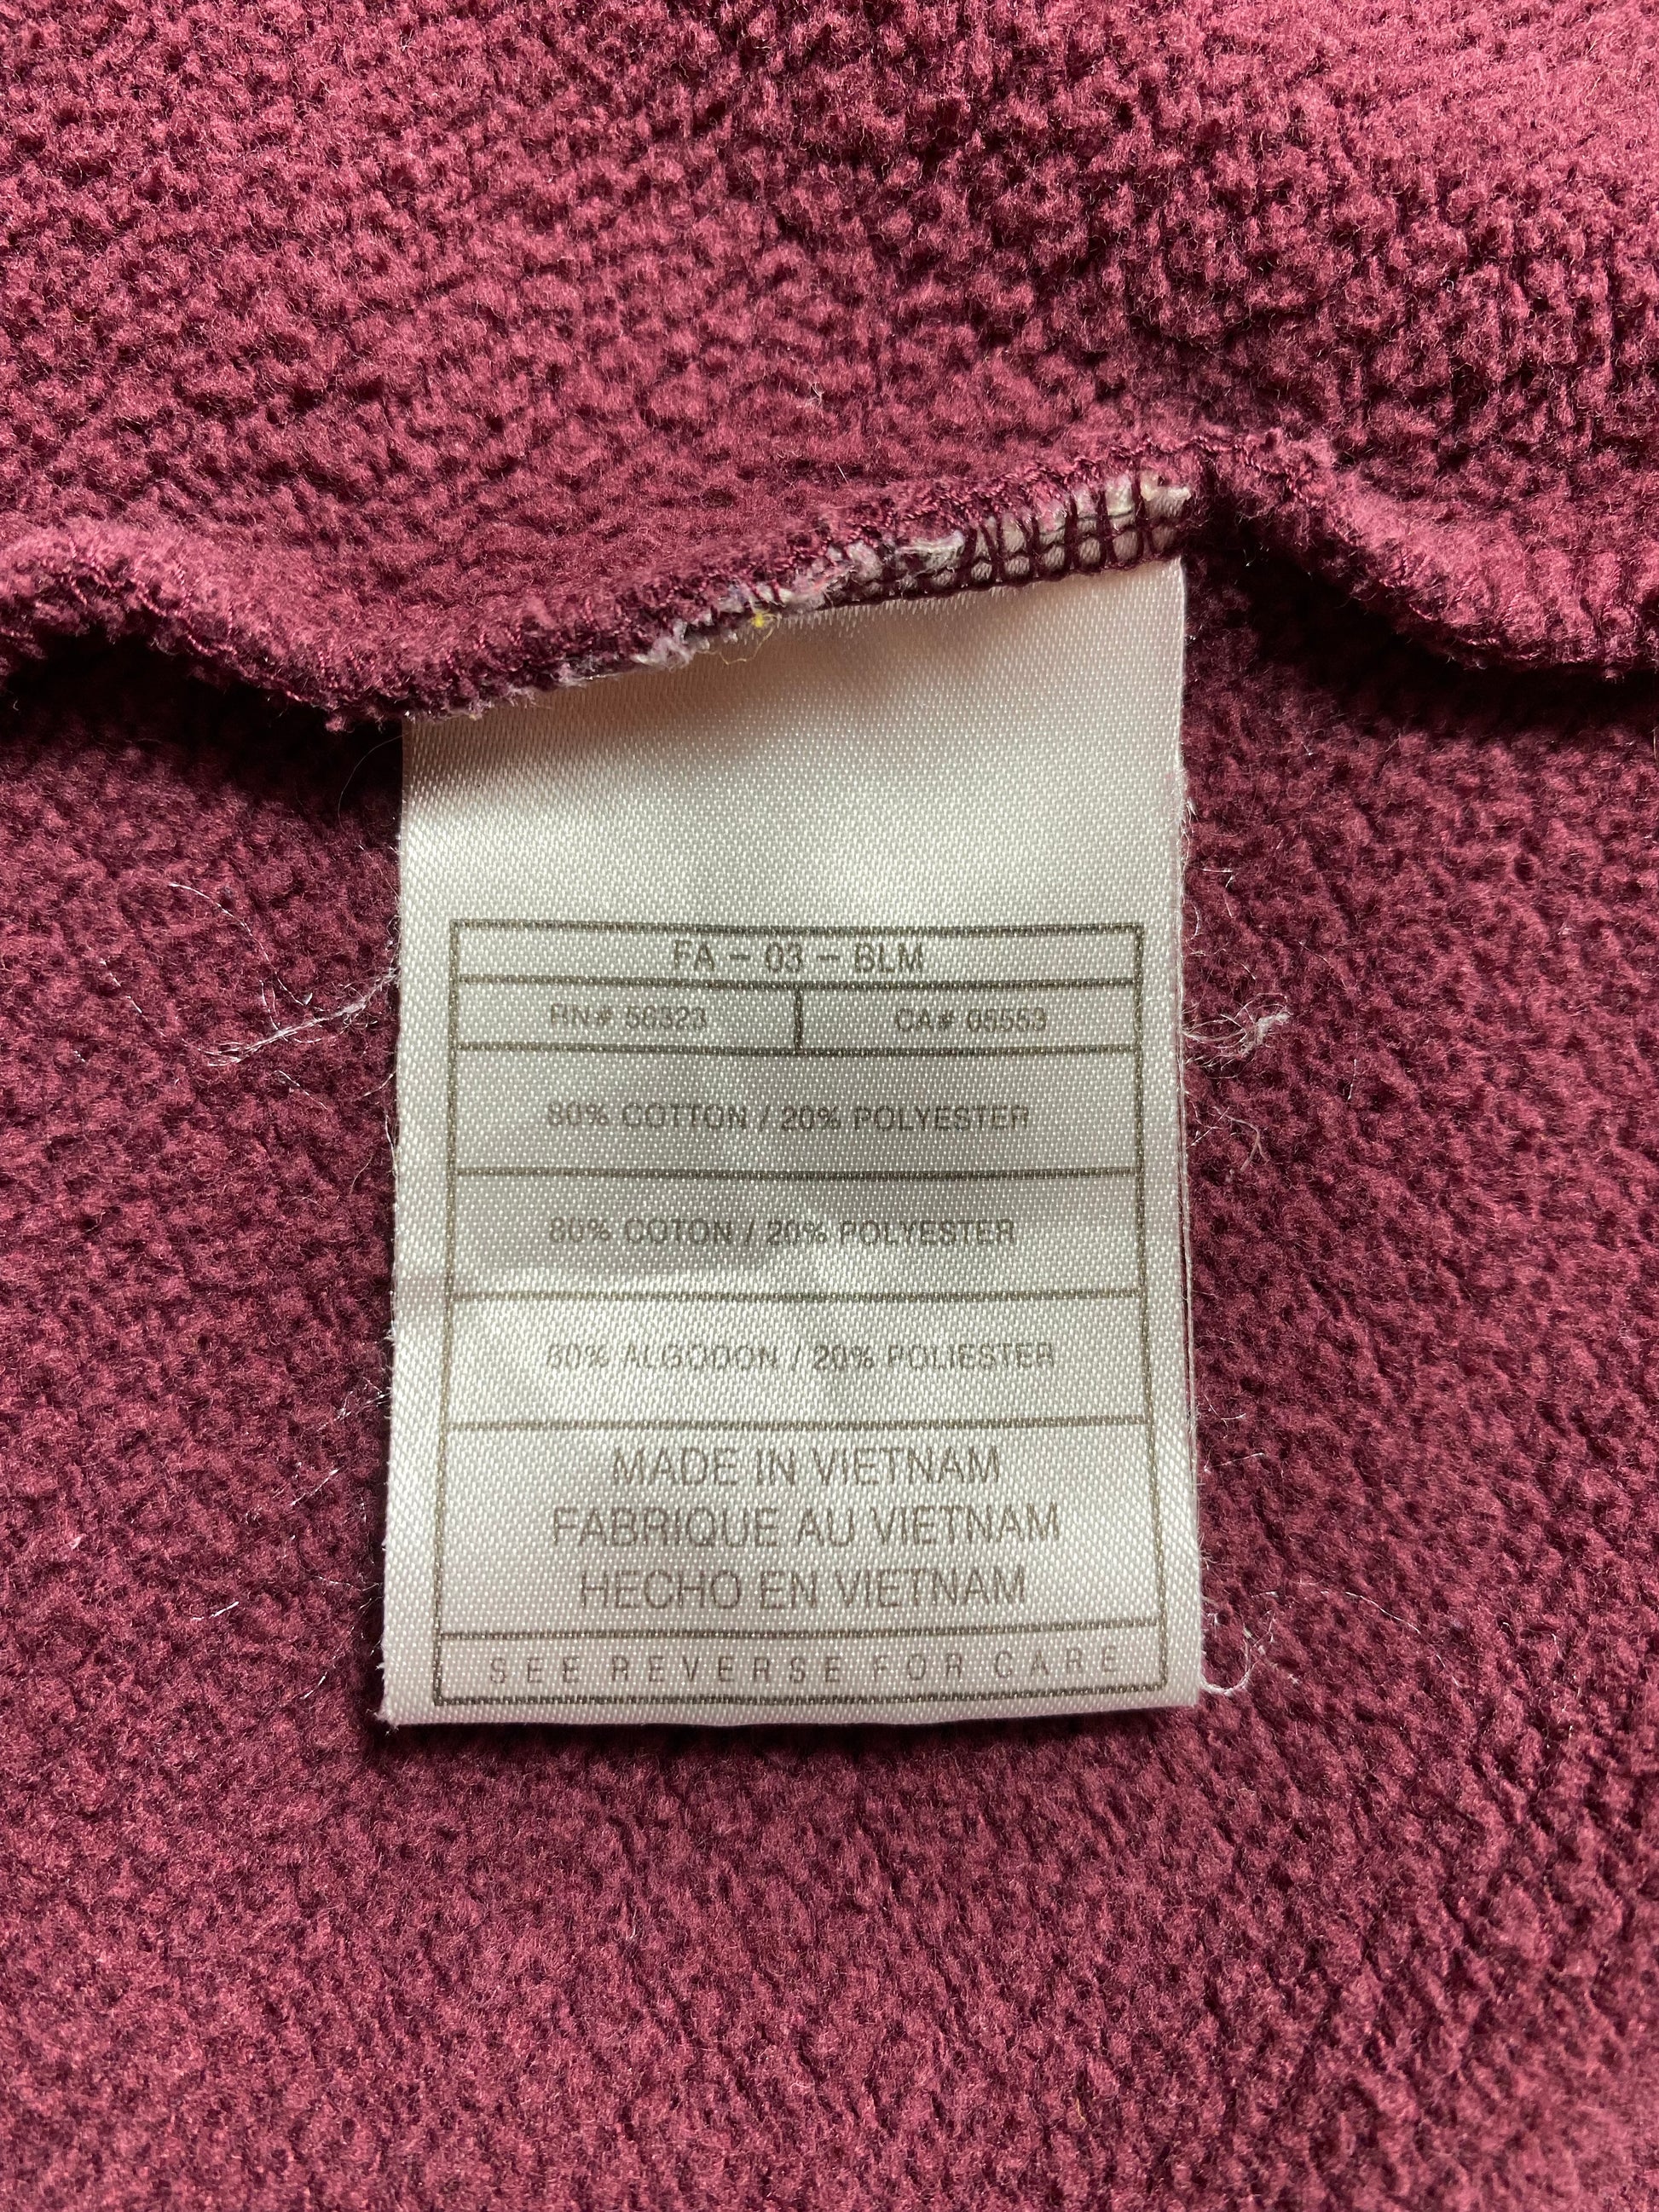 FA - 03 - BLM
RN# 56323 CA# 05553
80% COTTON / 20% POLYESTER
80% COTON / 20% POLYESTER
80% ALGODON / 20% POLIESTER
MADE IN VIETNAM
FABRIQUE AU VIETNAM
HECHO EN VIETNAM
SEE REVERSE FOR CARE